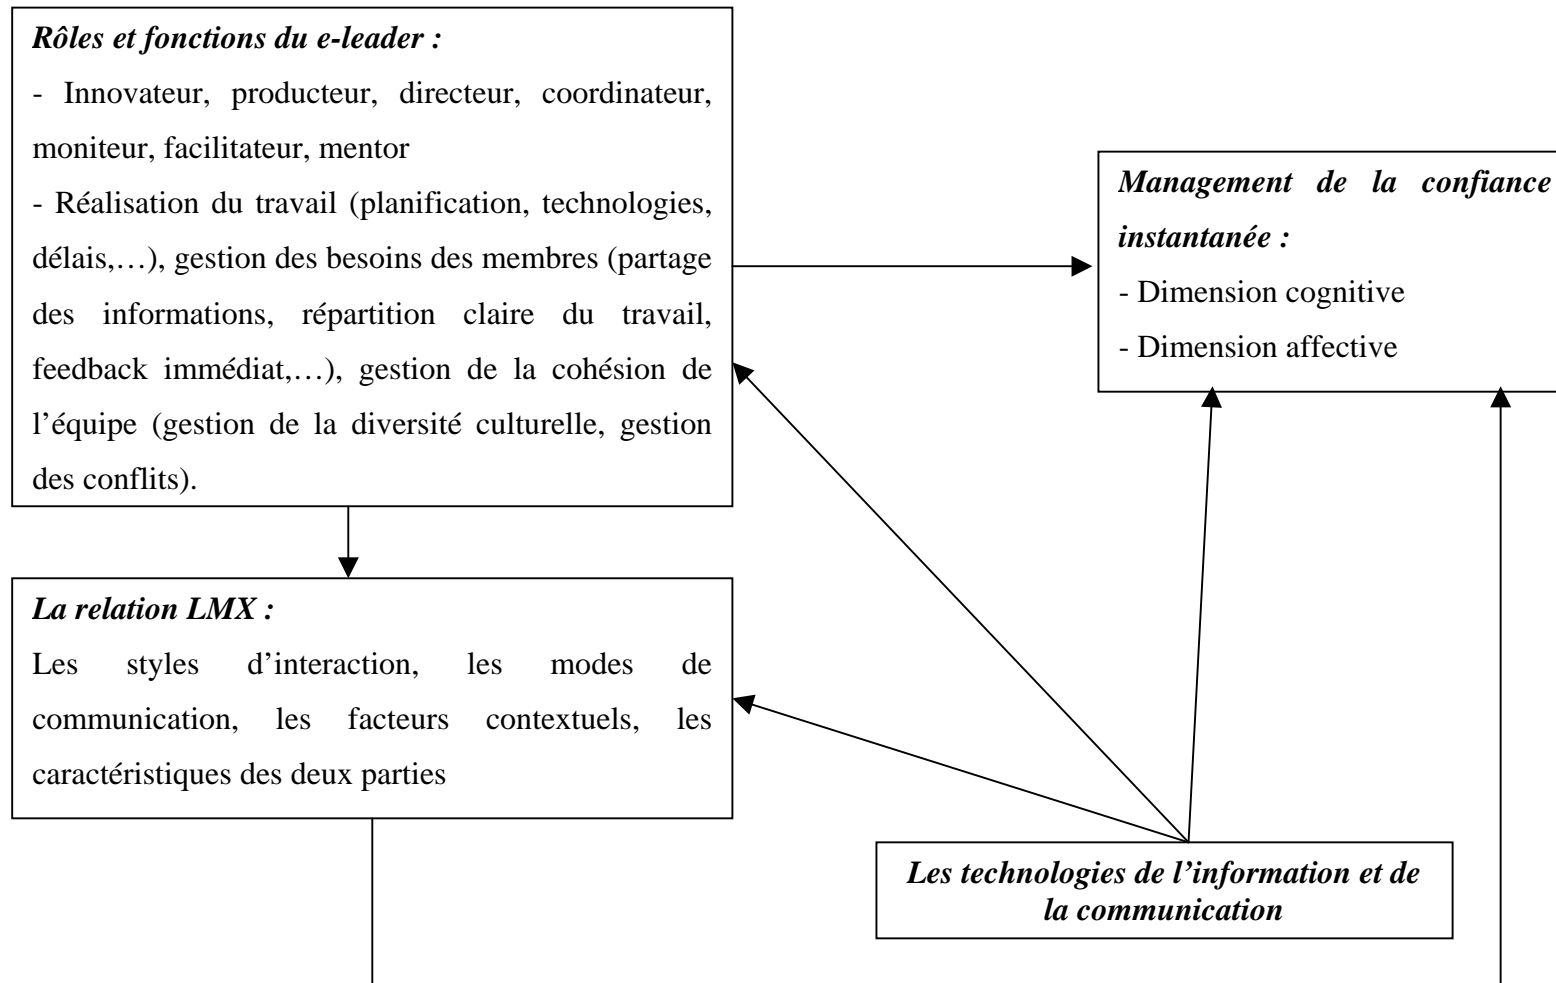 Rôles et fonctions du e-leader :
- Innovateur, producteur, directeur, coordinateur,
moniteur, facilitateur, mentor
- Réalisation du travail (planification, technologies,
délais,…), gestion des besoins des membres (partage
des informations, répartition claire du travail,
feedback immédiat,…), gestion de la cohésion de
l’équipe (gestion de la diversité culturelle, gestion
des conflits).
Management de la confiance
instantanée :
- Dimension cognitive
- Dimension affective
La relation LMX :
Les styles d’interaction, les modes de
communication, les facteurs contextuels, les
caractéristiques des deux parties
Les technologies de l’information et de
la communication